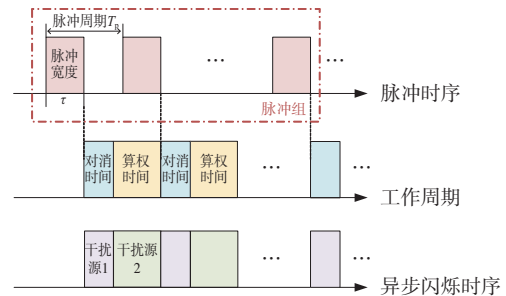 脉冲周期T_R
脉冲
宽度
τ
…
…
脉冲组
脉冲时序
对消
时间
算权
时间
对消
时间
算权
时间
…
…
工作周期
干扰
源1
干扰源
2
…
…
异步闪烁时序